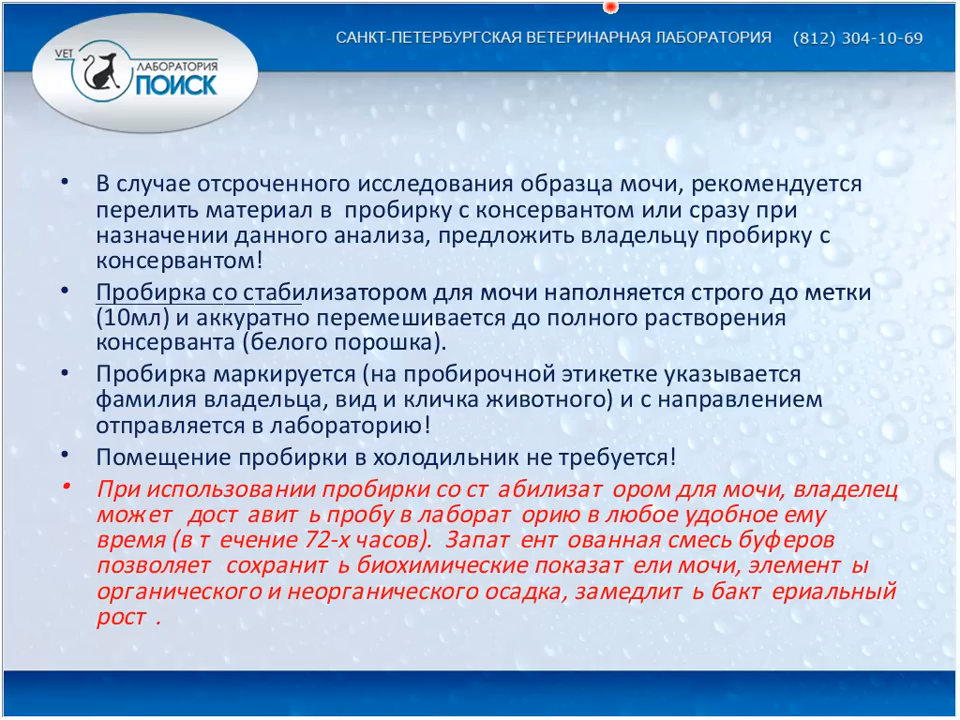 САНКТ-ПЕТЕРБУРГСКАЯ ВЕТЕРИНАРНАЯ ЛАБОРАТОРИЯ (812) 304-10-69
VET
ЛАБОРАТОРИЯ
ПОИСК
• В случае отсроченного исследования образца мочи, рекомендуется
перелить материал в пробирку с консервантом или сразу при
назначении данного анализа, предложить владельцу пробирку с
консервантом!
• Пробирка со стабилизатором для мочи наполняется строго до метки
(10мл) и аккуратно перемешивается до полного растворения
консерванта (белого порошка).
• Пробирка маркируется (на пробирочной этикетке указывается
фамилия владельца, вид и кличка животного) и с направлением
отправляется в лабораторию!
• Помещение пробирки в холодильник не требуется!
• При использовании пробирки со ст абилизат ором для мочи, владелец
может дост авит ь пробу в лаборат орию в любое удобное ему
время (в т ечение 72-х часов). Запат ент ованная смесь буферов
позволяет сохранит ь биохимические показат ели мочи, элемент ы
органического и неорганического осадка, замедлит ь бакт ериальный
рост .